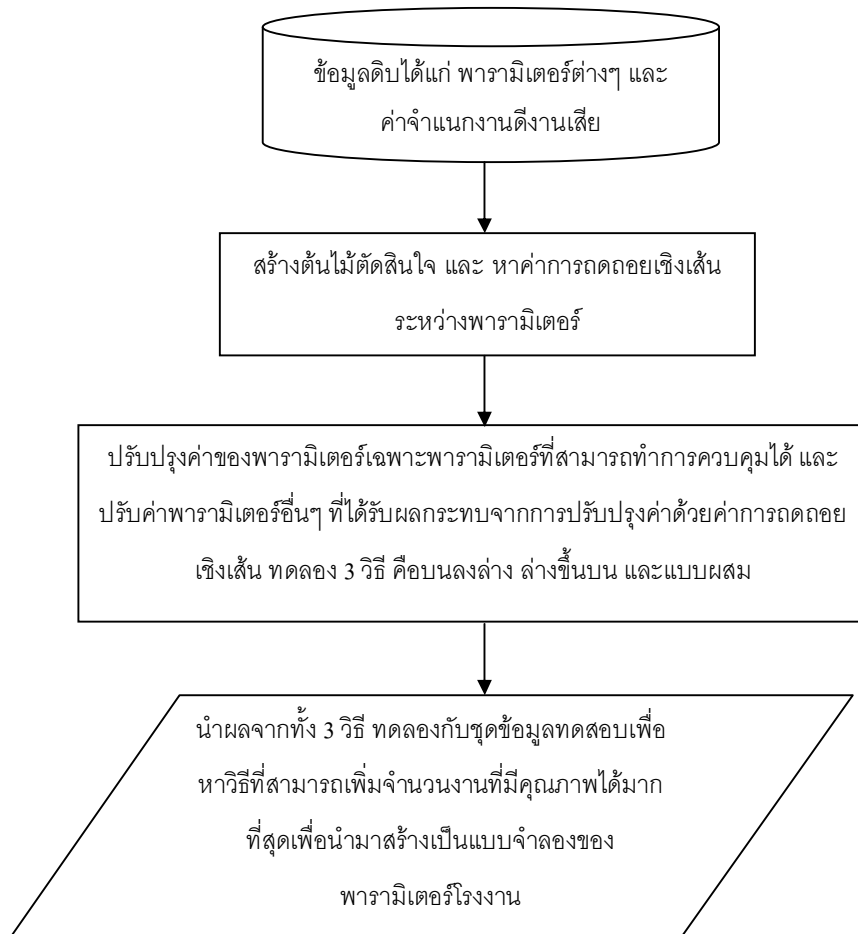 ข้อมูลดิบได้แก่ พารามิเตอร์ต่างๆ และ
ค่าจำแนกงานดีงานเสีย
สร้างต้นไม้ตัดสินใจ และ หาค่าการถดถอยเชิงเส้น
ระหว่างพารามิเตอร์
ปรับปรุงค่าของพารามิเตอร์เฉพาะพารามิเตอร์ที่สามารถทำการควบคุมได้ และ
ปรับค่าพารามิเตอร์อื่นๆ ที่ได้รับผลกระทบจากการปรับปรุงค่าด้วยค่าการถดถอย
เชิงเส้น ทดลอง 3 วิธี คือบนลงล่าง ล่างขึ้นบน และแบบผสม
นำผลจากทั้ง 3 วิธี ทดลองกับชุดข้อมูลทดสอบเพื่อ
หาวิธีที่สามารถเพิ่มจำนวนงานที่มีคุณภาพได้มาก
ที่สุดเพื่อนำมาสร้างเป็นแบบจำลองของ
พารามิเตอร์โรงงาน